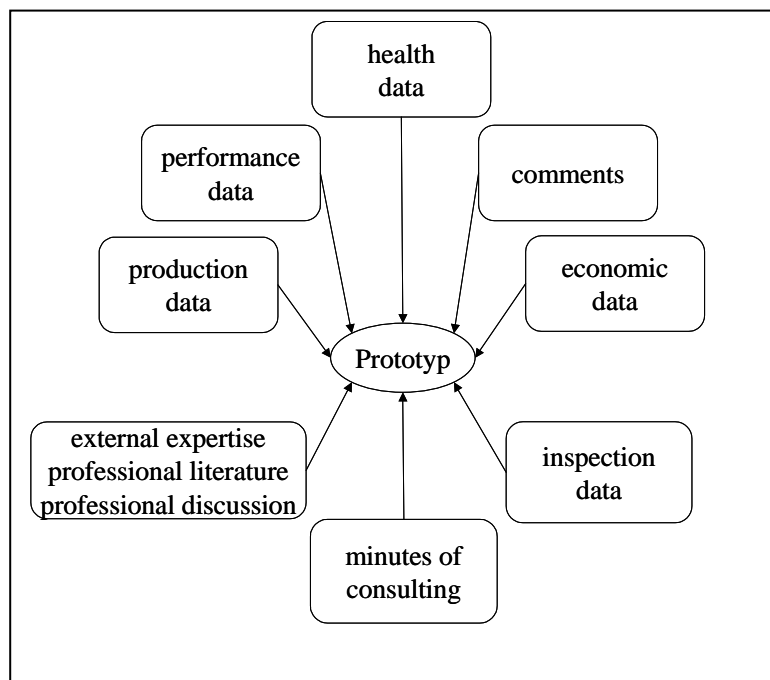 health
data
performance
data
comments
production
data
economic
data
Prototyp
external expertise
professional literature
professional discussion
inspection
data
minutes of
consulting